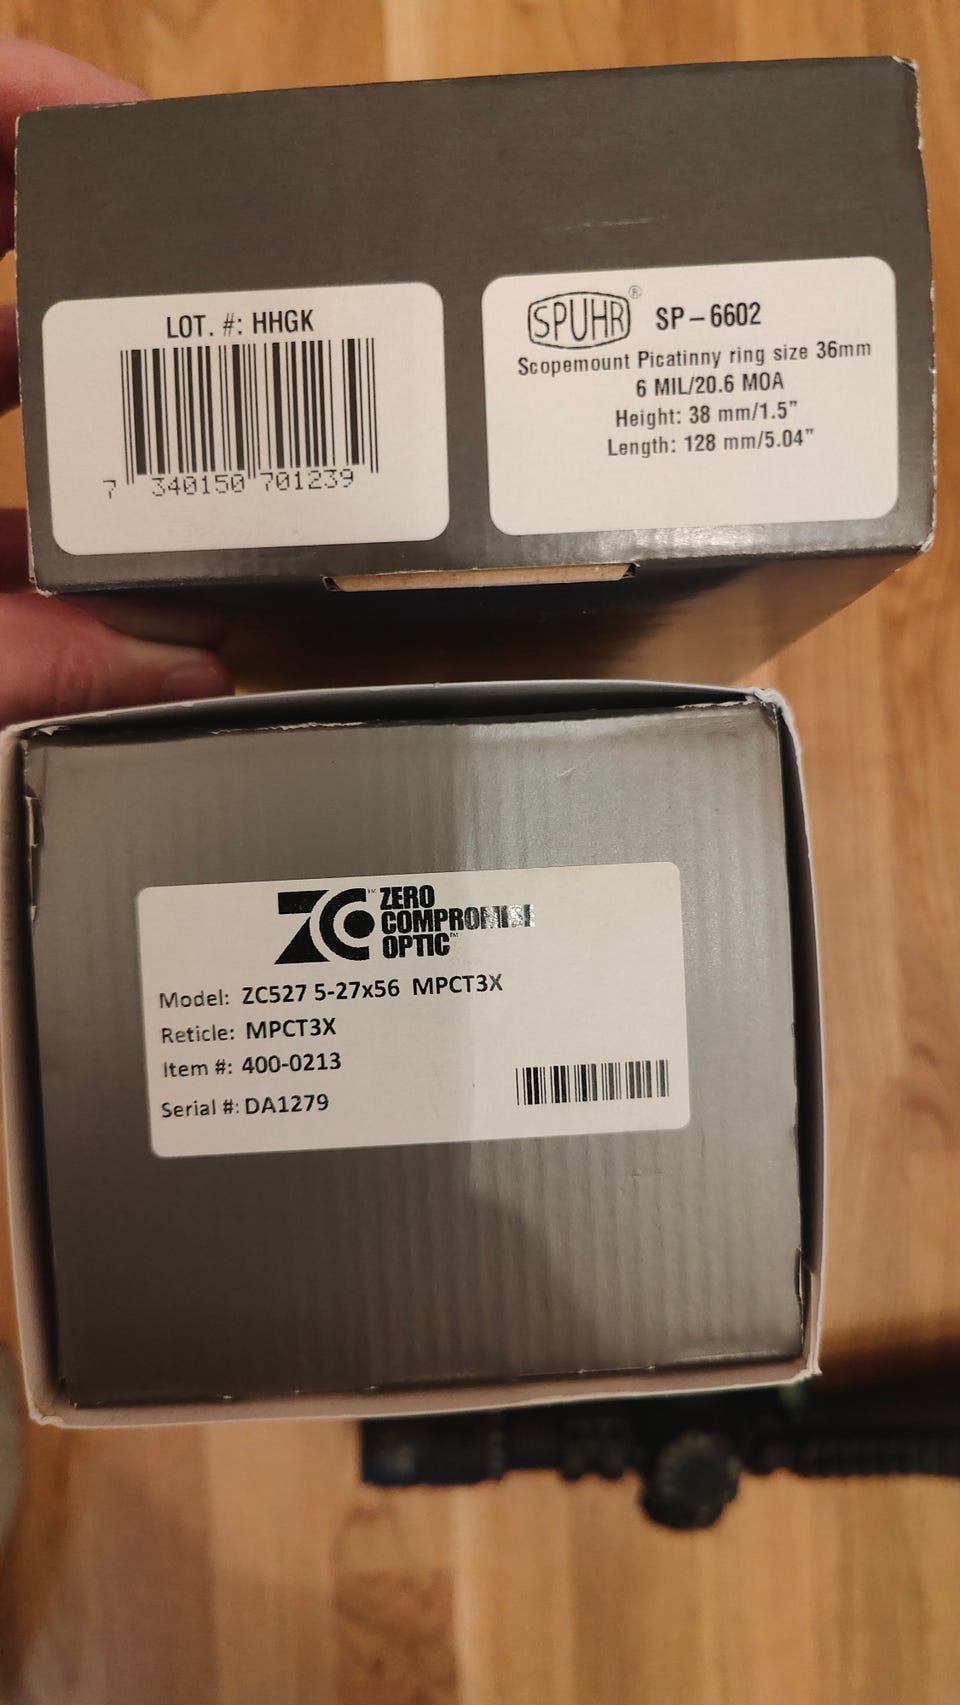 LOT. #: HHGK
7 340150 701239
SPUHR® SP-6602
Scopemount Picatinny ring size 36mm
6 MIL/20.6 MOA
Height: 38 mm/1.5”
Length: 128 mm/5.04”
ZC™ ZERO
COMPROMISE
OPTIC™
Model: ZC527 5-27x56 MPCT3X
Reticle: MPCT3X
Item #: 400-0213
Serial #: DA1279